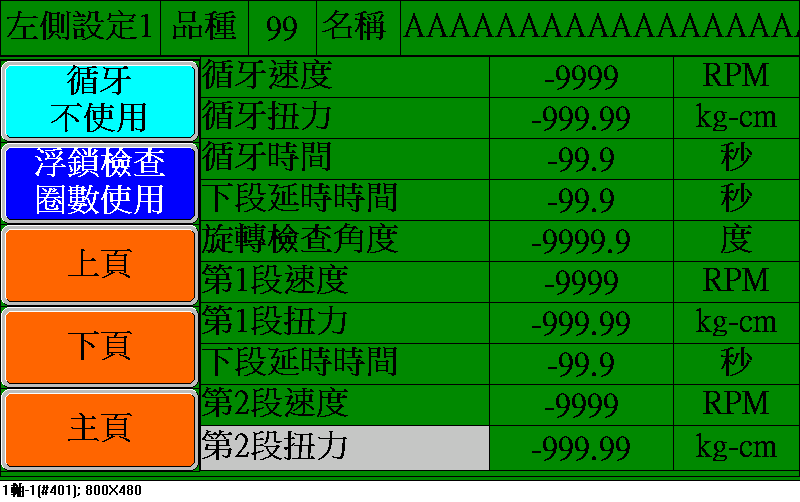 左側設定1 品種 99 名稱 AAAAAAAAAAAAAAAAAA
循牙
不使用
浮鎖檢查
圈數使用
上頁
下頁
主頁
循牙速度 -9999 RPM
循牙扭力 -999.99 kg-cm
循牙時間 -99.9 秒
下段延時時間 -99.9 秒
旋轉檢查角度 -9999.9 度
第1段速度 -9999 RPM
第1段扭力 -999.99 kg-cm
下段延時時間 -99.9 秒
第2段速度 -9999 RPM
第2段扭力 -999.99 kg-cm
1軸-1(#401); 800X480